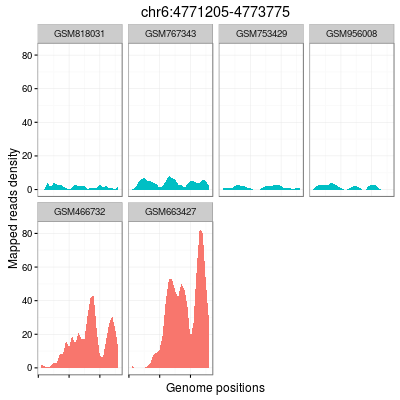 chr6:4771205-4773775
GSM818031 GSM767343 GSM753429 GSM956008
80
60
40
20
0
Mapped reads density
GSM466732 GSM663427
80
60
40
20
0
Genome positions